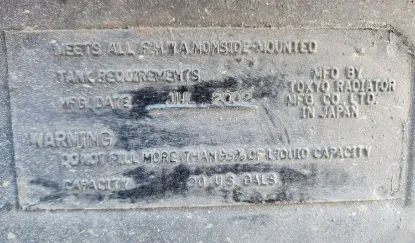 MEETS ALL F.M.V.A. NONSIDE-MOUNTED
TANK REQUIREMENTS
MFG. DATE JUL 2002
MFD BY
TOKYO RADIATOR
MFG CO., LTD.
IN JAPAN
WARNING
DO NOT FILL MORE THAN 95% OF LIQUID CAPACITY
CAPACITY 30 U.S. GALS.